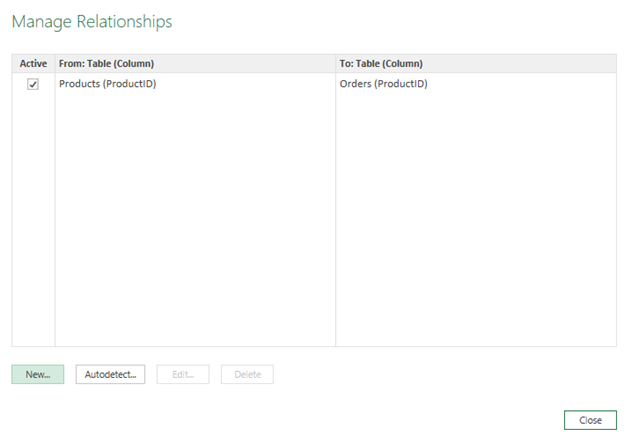 Manage Relationships
Active From: Table (Column) To: Table (Column)
Products (ProductID) Orders (ProductID)
New... Autodetect... Edit... Delete
Close